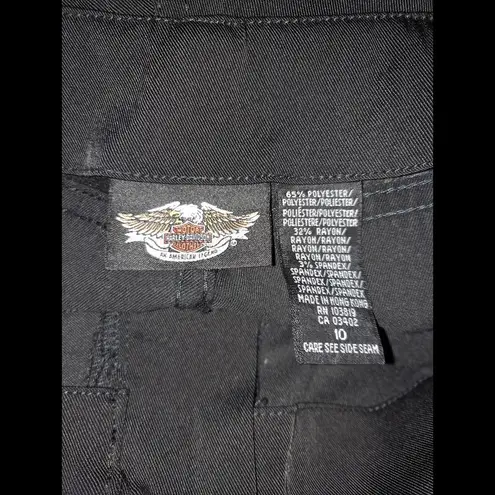 HARLEY-DAVIDSON
CLOTHES
AN AMERICAN LEGEND
®
65% POLYESTER/
POLYESTER/POLIESTER/
POLIÉSTER/POLYESTER/
POLIESTERE/POLYESTER
32% RAYON/
RAYON/RAYON/
RAYON/RAYON/
RAYON/RAYON
3% SPANDEX/
SPANDEX/SPANDEX/
SPANDEX/SPANDEX/
SPANDEX/SPANDEX
MADE IN HONG KONG
RN 103819
CA 03402
10
CARE SEE SIDE SEAM